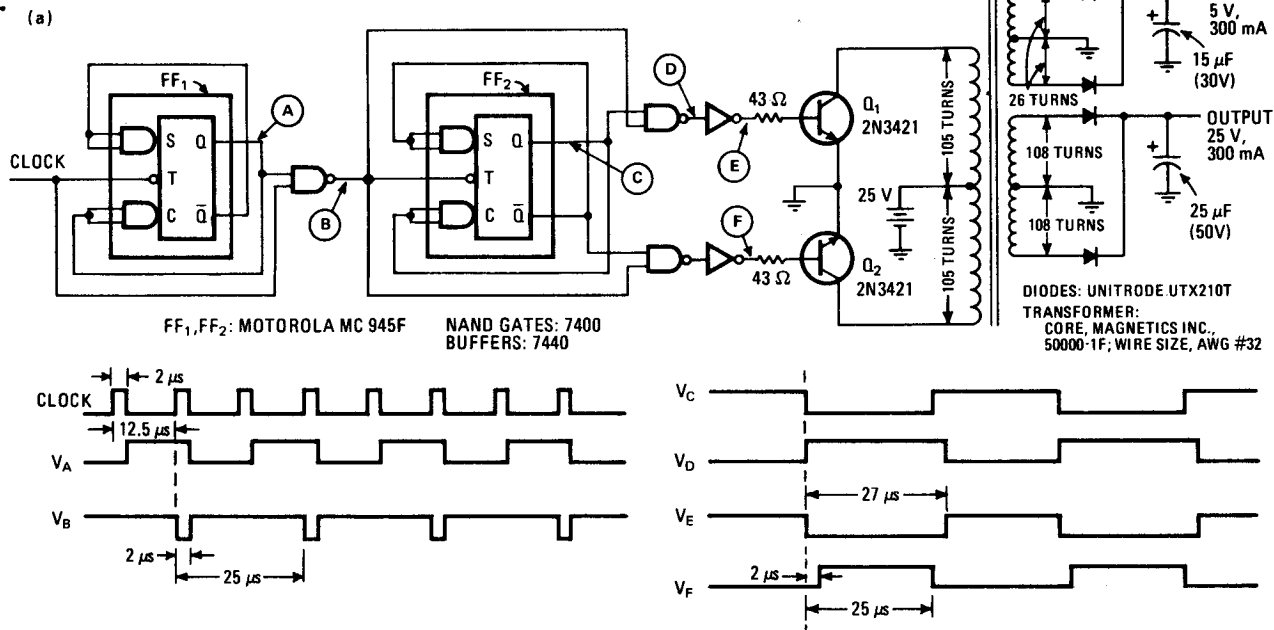 (a)
FF1
A
S Q
T
C Q̅
CLOCK
B
FF2
S Q
T
C Q̅
C
D
E
43 Ω
Q1
2N3421
F
43 Ω
Q2
2N3421
25 V
105 TURNS
105 TURNS
26 TURNS
5 V,
300 mA
+
15 µF
(30V)
OUTPUT
25 V,
300 mA
108 TURNS
108 TURNS
+
25 µF
(50V)
FF1,FF2: MOTOROLA MC 945F
NAND GATES: 7400
BUFFERS: 7440
DIODES: UNITRODE.UTX210T
TRANSFORMER:
CORE, MAGNETICS INC.,
50000-1F; WIRE SIZE, AWG #32
2 µs
CLOCK
12.5 µs
VA
VB
2 µs
25 µs
VC
VD
27 µs
VE
2 µs
VF
25 µs